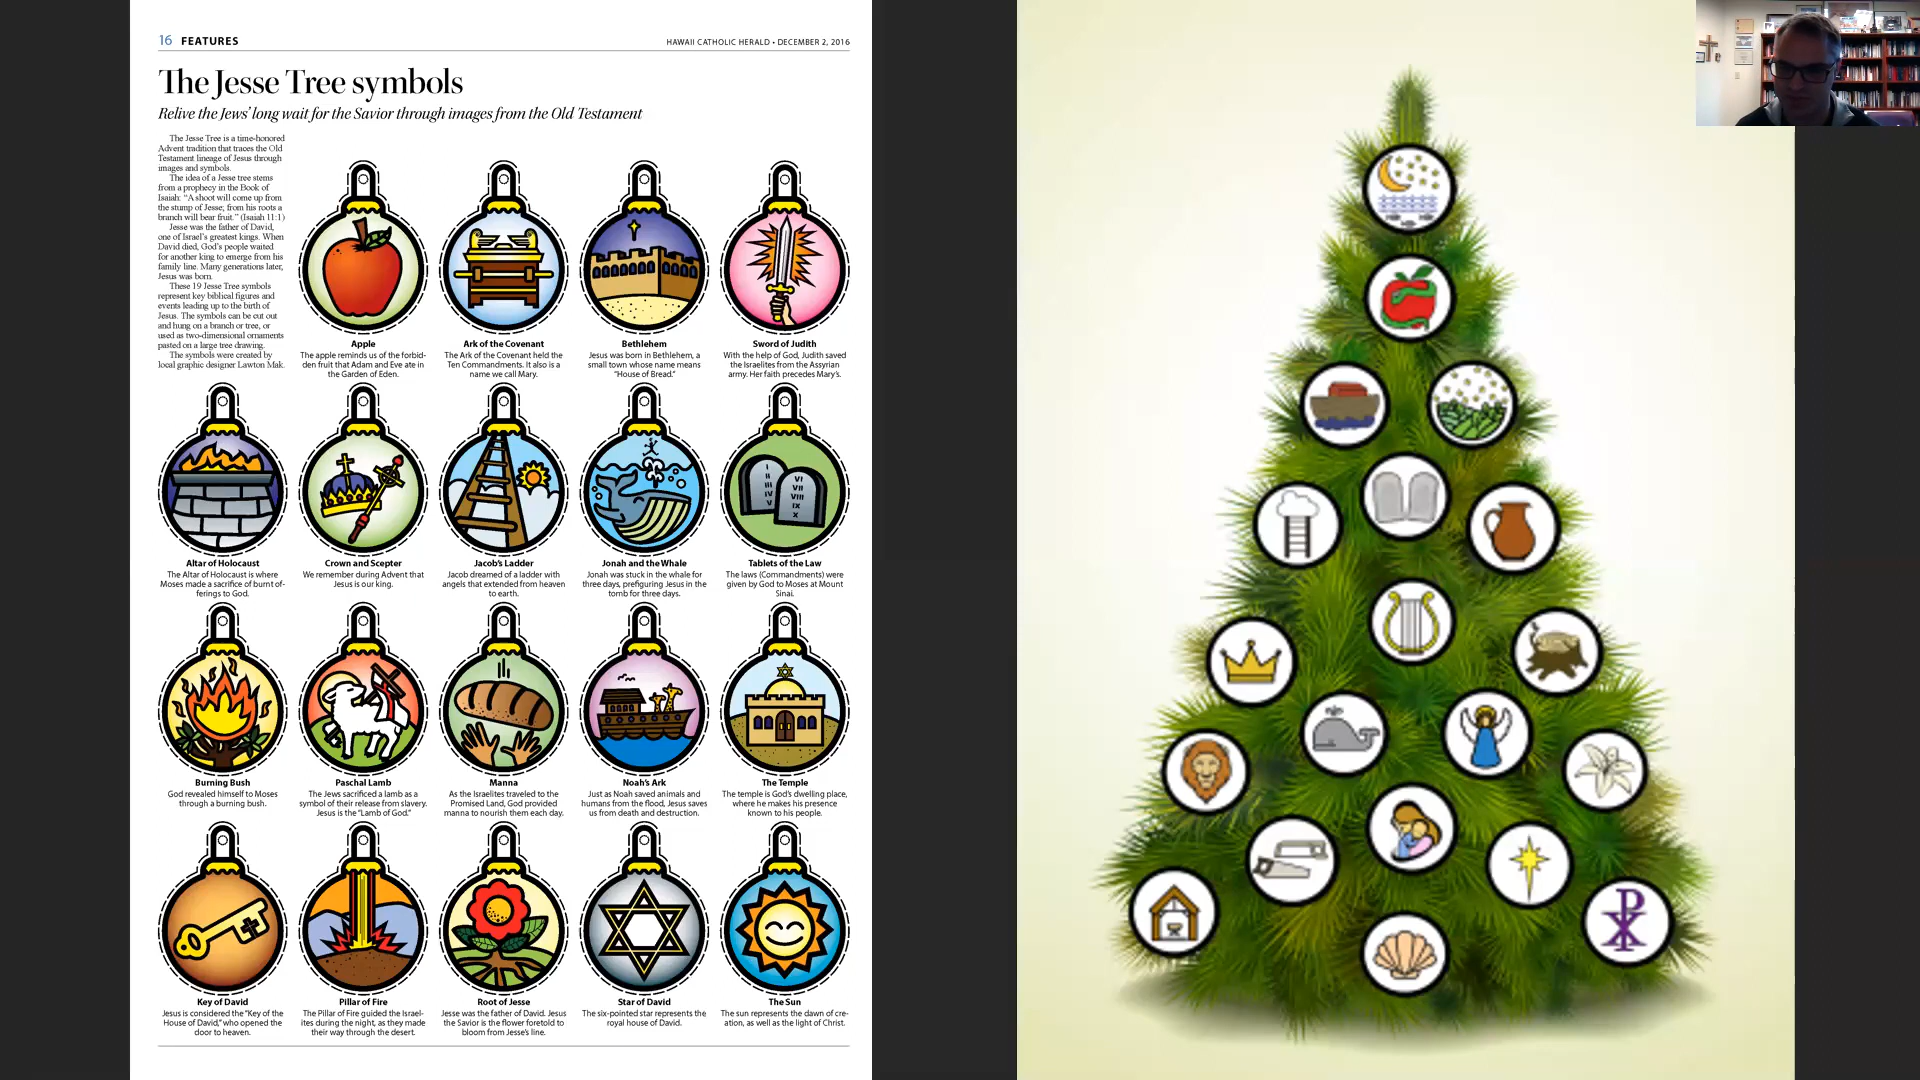 16 FEATURES
HAWAII CATHOLIC HERALD • DECEMBER 2, 2016
The Jesse Tree symbols
Relive the Jews' long wait for the Savior through images from the Old Testament
The Jesse Tree is a time-honored
Advent tradition that traces the Old
Testament lineage of Jesus through
images and symbols.
The idea of a Jesse tree stems
from a prophecy in the Book of
Isaiah: “A shoot will come up from
the stump of Jesse; from his roots a
branch will bear fruit.” (Isaiah 11:1)
Jesse was the father of David,
one of Israel's greatest kings. When
David died, God's people waited
for another king to emerge from his
family line. Many generations later,
Jesus was born.
These 19 Jesse Tree symbols
represent key biblical figures and
events leading up to the birth of
Jesus. The symbols can be cut out
and hung on a branch or tree, or
used as two-dimensional ornaments
pasted on a large tree drawing.
The symbols were created by
local graphic designer Lawton Mak.
Apple
The apple reminds us of the forbid-
den fruit that Adam and Eve ate in
the Garden of Eden.
Ark of the Covenant
The Ark of the Covenant held the
Ten Commandments. It also is a
name we call Mary.
Bethlehem
Jesus was born in Bethlehem, a
small town whose name means
"House of Bread."
Sword of Judith
With the help of God, Judith saved
the Israelites from the Assyrian
army. Her faith precedes Mary's.
I
II
III
IV
V
VI
VII
VIII
IX
X
Altar of Holocaust
The Altar of Holocaust is where
Moses made a sacrifice of burnt of-
ferings to God.
Crown and Scepter
We remember during Advent that
Jesus is our king.
Jacob's Ladder
Jacob dreamed of a ladder with
angels that extended from heaven
to earth.
Jonah and the Whale
Jonah was stuck in the whale for
three days, prefiguring Jesus in the
tomb for three days.
Tablets of the Law
The laws (Commandments) were
given by God to Moses at Mount
Sinai.
Burning Bush
God revealed himself to Moses
through a burning bush.
Paschal Lamb
The Jews sacrificed a lamb as a
symbol of their release from slavery.
Jesus is the "Lamb of God."
Manna
As the Israelites traveled to the
Promised Land, God provided
manna to nourish them each day.
Noah's Ark
Just as Noah saved animals and
humans from the flood, Jesus saves
us from death and destruction.
The Temple
The temple is God's dwelling place,
where he makes his presence
known to his people.
Key of David
Jesus is considered the "Key of the
House of David," who opened the
door to heaven.
Pillar of Fire
The Pillar of Fire guided the Israel-
ites during the night, as they made
their way through the desert.
Root of Jesse
Jesse was the father of David. Jesus
the Savior is the flower foretold to
bloom from Jesse's line.
Star of David
The six-pointed star represents the
royal house of David.
The Sun
The sun represents the dawn of cre-
ation, as well as the light of Christ.